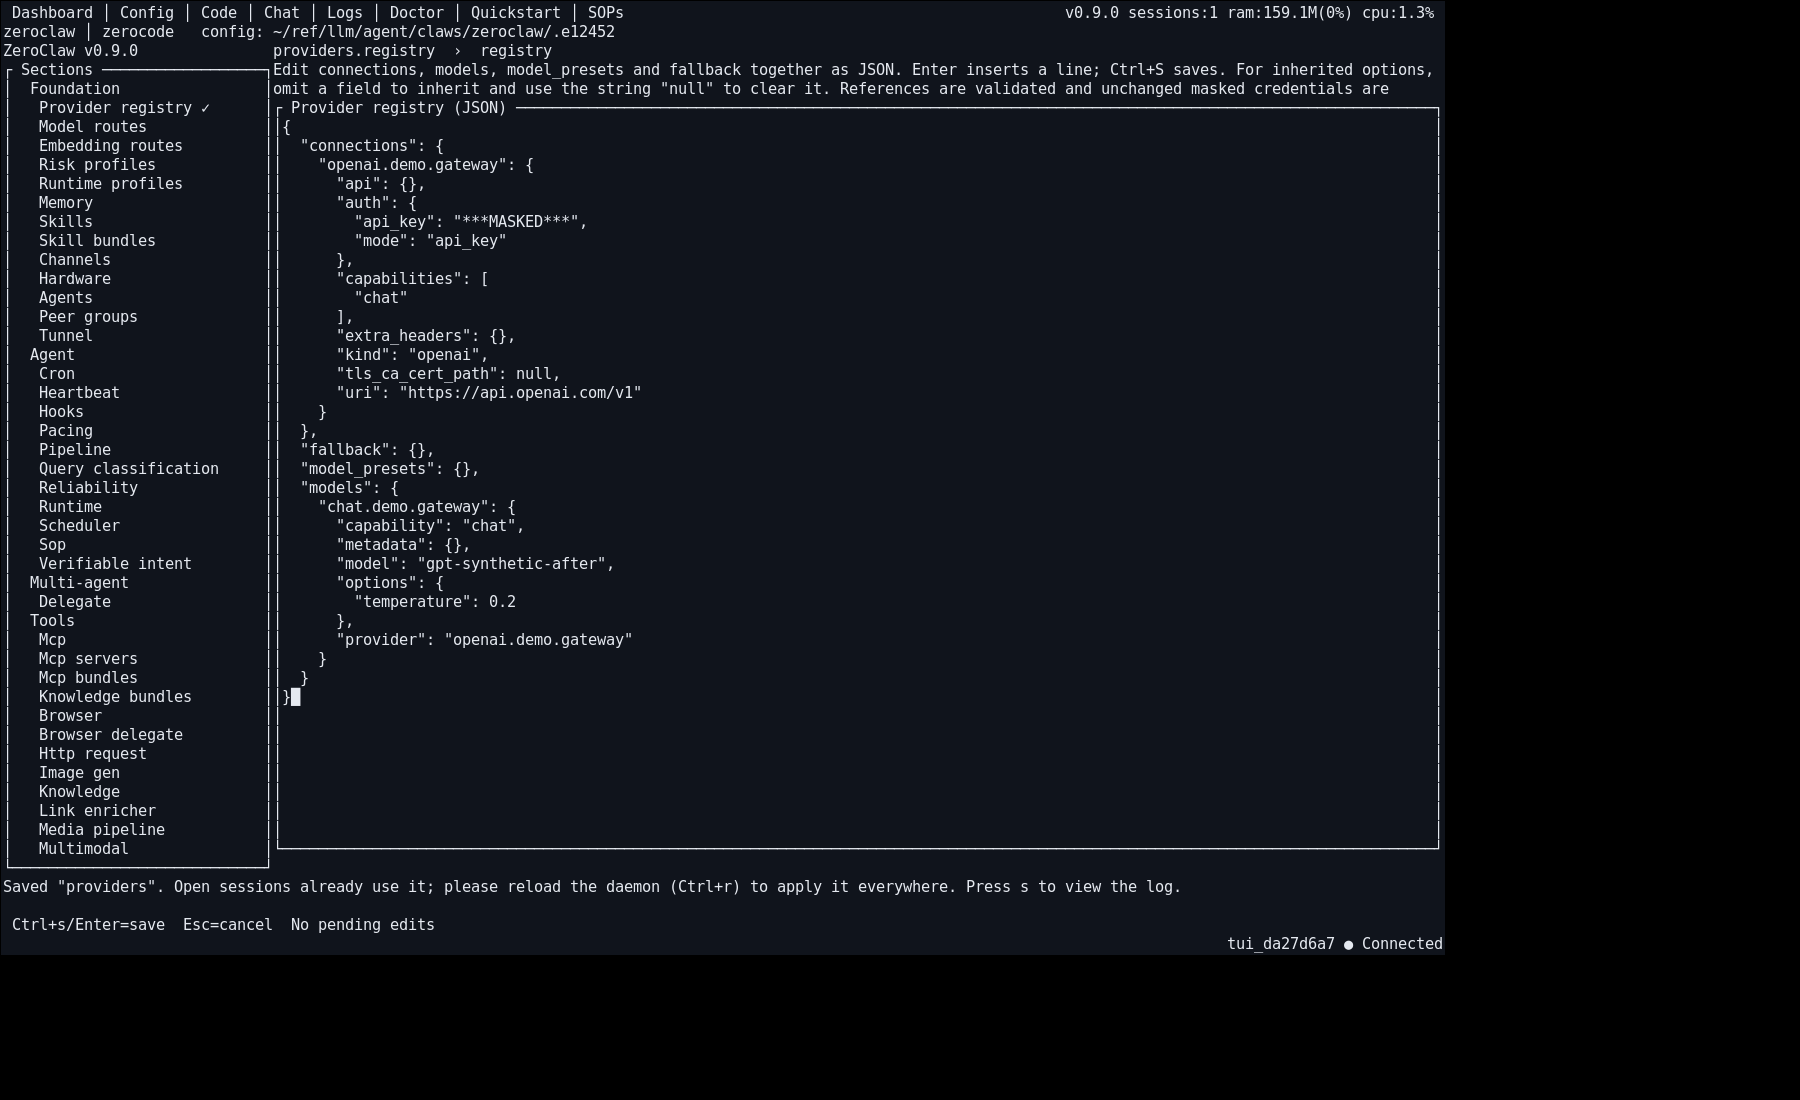 Dashboard │ Config │ Code │ Chat │ Logs │ Doctor │ Quickstart │ SOPs v0.9.0 sessions:1 ram:159.1M(0%) cpu:1.3%
zeroclaw │ zerocode config: ~/ref/llm/agent/claws/zeroclaw/.e12452
ZeroClaw v0.9.0
Sections
Foundation
Provider registry ✓
Model routes
Embedding routes
Risk profiles
Runtime profiles
Memory
Skills
Skill bundles
Channels
Hardware
Agents
Peer groups
Tunnel
Agent
Cron
Heartbeat
Hooks
Pacing
Pipeline
Query classification
Reliability
Runtime
Scheduler
Sop
Verifiable intent
Multi-agent
Delegate
Tools
Mcp
Mcp servers
Mcp bundles
Knowledge bundles
Browser
Browser delegate
Http request
Image gen
Knowledge
Link enricher
Media pipeline
Multimodal
providers.registry › registry
Edit connections, models, model_presets and fallback together as JSON. Enter inserts a line; Ctrl+S saves. For inherited options,
omit a field to inherit and use the string "null" to clear it. References are validated and unchanged masked credentials are
Provider registry (JSON)
{
  "connections": {
    "openai.demo.gateway": {
      "api": {},
      "auth": {
        "api_key": "***MASKED***",
        "mode": "api_key"
      },
      "capabilities": [
        "chat"
      ],
      "extra_headers": {},
      "kind": "openai",
      "tls_ca_cert_path": null,
      "uri": "https://api.openai.com/v1"
    }
  },
  "fallback": {},
  "model_presets": {},
  "models": {
    "chat.demo.gateway": {
      "capability": "chat",
      "metadata": {},
      "model": "gpt-synthetic-after",
      "options": {
        "temperature": 0.2
      },
      "provider": "openai.demo.gateway"
    }
  }
}
Saved "providers". Open sessions already use it; please reload the daemon (Ctrl+r) to apply it everywhere. Press s to view the log.
Ctrl+s/Enter=save Esc=cancel No pending edits
tui_da27d6a7 ● Connected